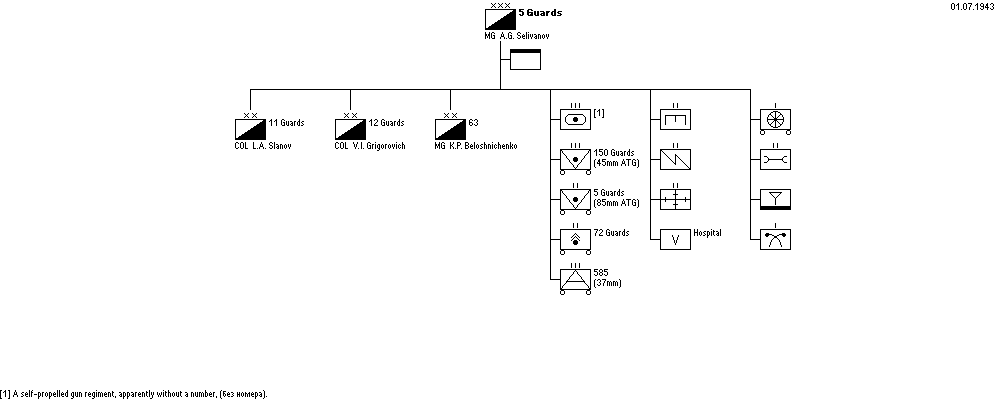 01.07.1943
XXX
5 Guards
MG A.G. Selivanov
XX
11 Guards
COL L.A. Slanov
XX
12 Guards
COL V.I. Grigorovich
XX
63
MG K.P. Beloshnichenko
III
[1]
II
I
III
150 Guards
(45mm ATG)
II
II
III
5 Guards
(85mm ATG)
II
II
72 Guards
V
Hospital
I
III
585
(37mm)
[1] A self-propelled gun regiment, apparently without a number, (без номера).